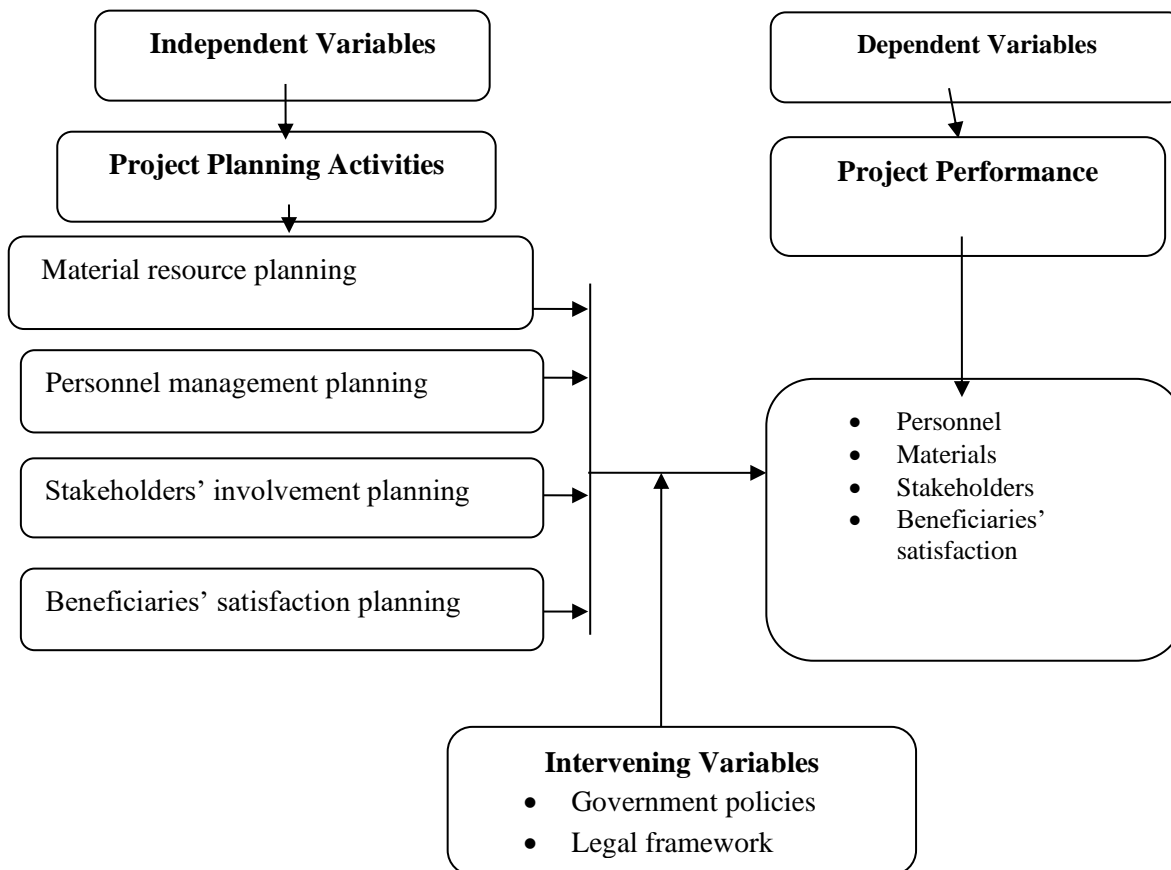 Independent Variables
Project Planning Activities
Material resource planning
Personnel management planning
Stakeholders’ involvement planning
Beneficiaries’ satisfaction planning
Dependent Variables
Project Performance
• Personnel
• Materials
• Stakeholders
• Beneficiaries’
satisfaction
Intervening Variables
• Government policies
• Legal framework